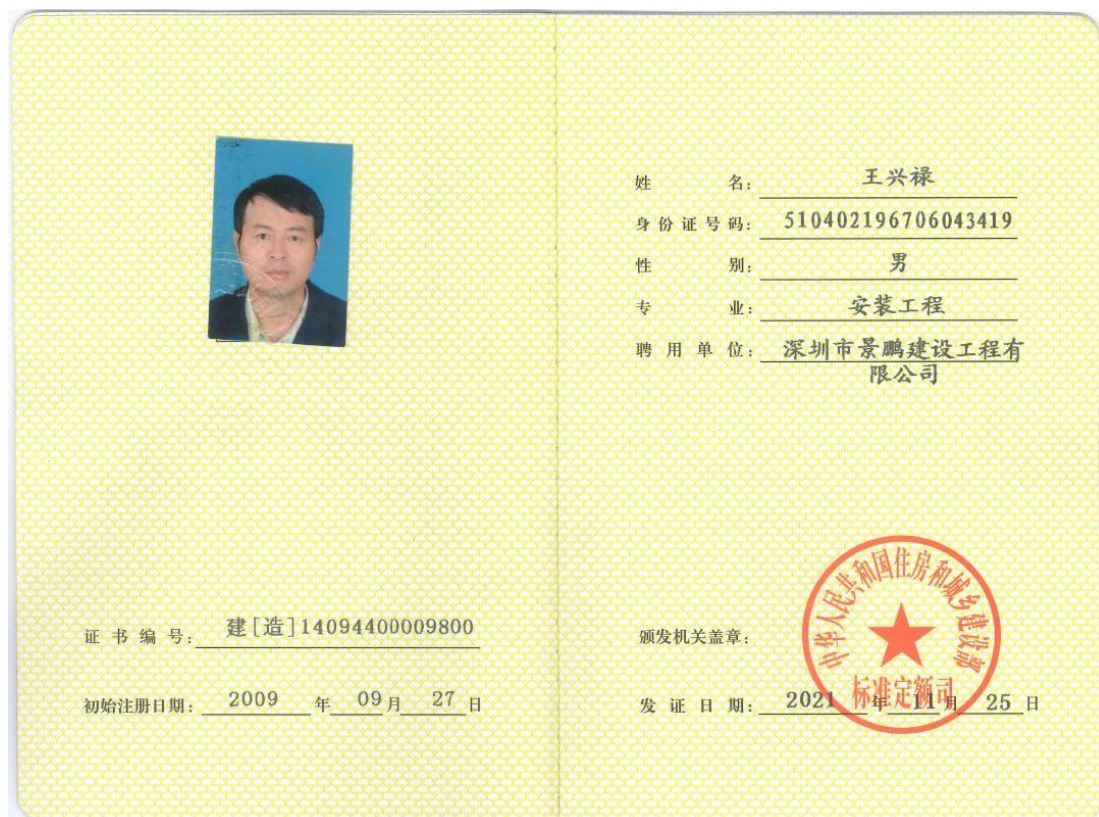 姓 名: 王兴禄
身份证号码: 510402196706043419
性 别: 男
专 业: 安装工程
聘用单位: 深圳市景鹏建设工程有
限公司
证书编号: 建[造]14094400009800
初始注册日期: 2009 年 09 月 27 日
颁发机关盖章:
中华人民共和国住房和城乡建设部
标准定额司
发证日期: 2021 年 11 月 25 日